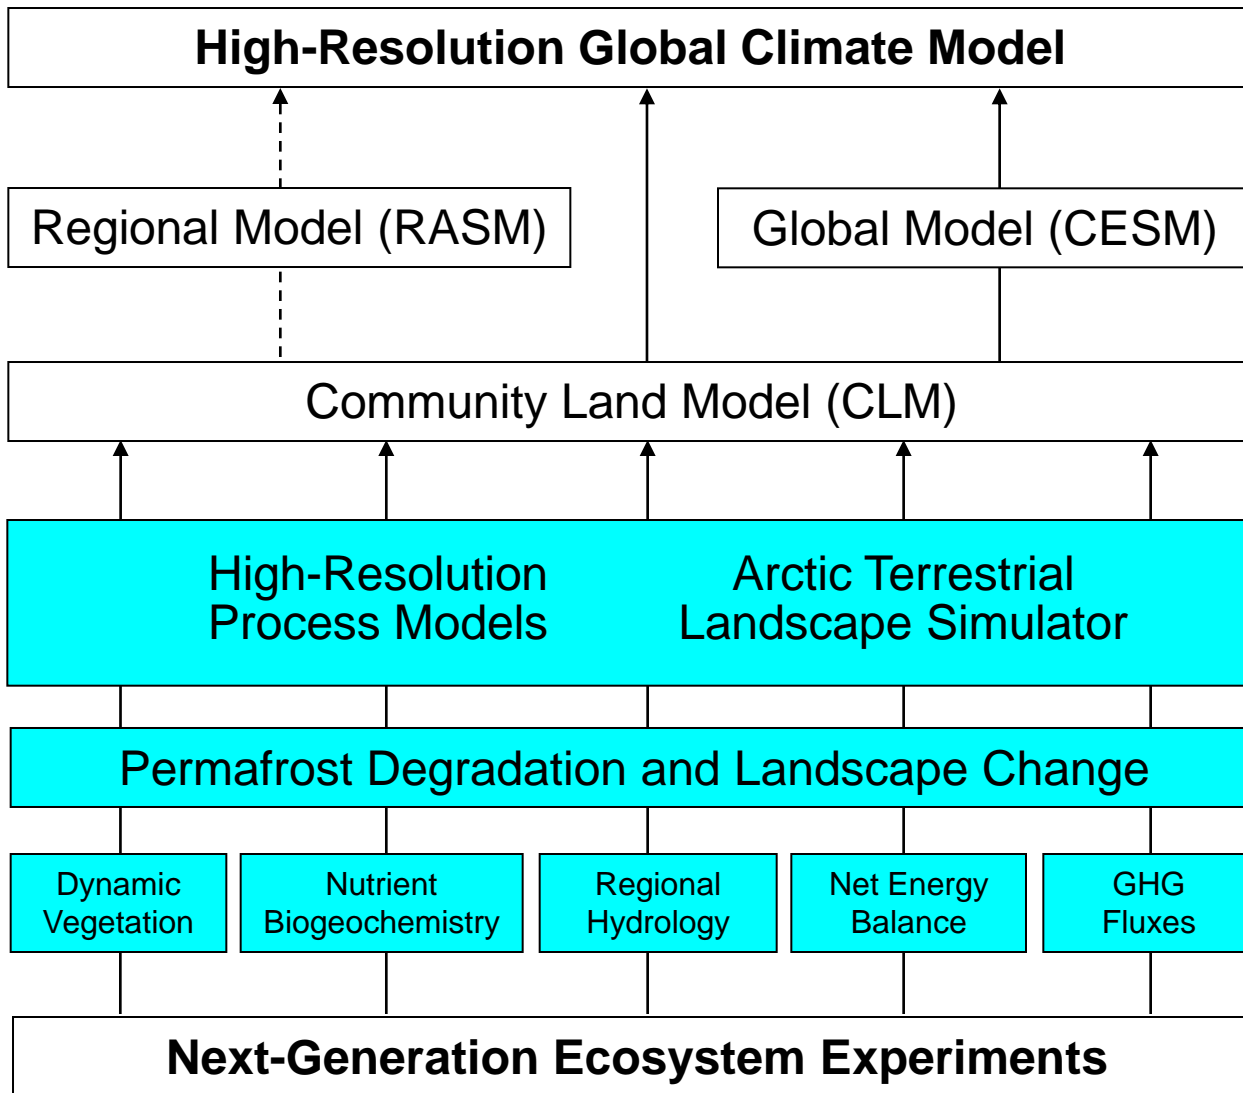 High-Resolution Global Climate Model
Regional Model (RASM)
Global Model (CESM)
Community Land Model (CLM)
High-Resolution
Process Models
Arctic Terrestrial
Landscape Simulator
Permafrost Degradation and Landscape Change
Dynamic
Vegetation
Nutrient
Biogeochemistry
Regional
Hydrology
Net Energy
Balance
GHG
Fluxes
Next-Generation Ecosystem Experiments